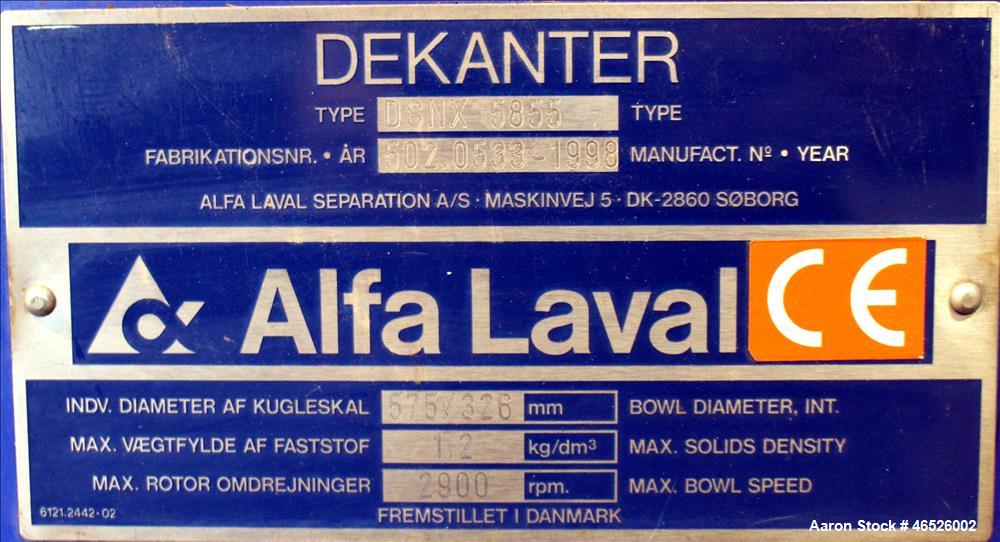 DEKANTER
TYPE DSNX 5855 TYPE
FABRIKATIONSNR. • ÅR 502.0533-1998 MANUFACT. Nº • YEAR
ALFA LAVAL SEPARATION A/S · MASKINVEJ 5 · DK-2860 SØBORG
Alfa Laval CE
INDV. DIAMETER AF KUGLESKAL 575/326 mm BOWL DIAMETER, INT.
MAX. VÆGTFYLDE AF FASTSTOF 1,2 kg/dm³ MAX. SOLIDS DENSITY
MAX. ROTOR OMDREJNINGER 2900 rpm. MAX. BOWL SPEED
6121.2442-02 FREMSTILLET I DANMARK
Aaron Stock # 46526002